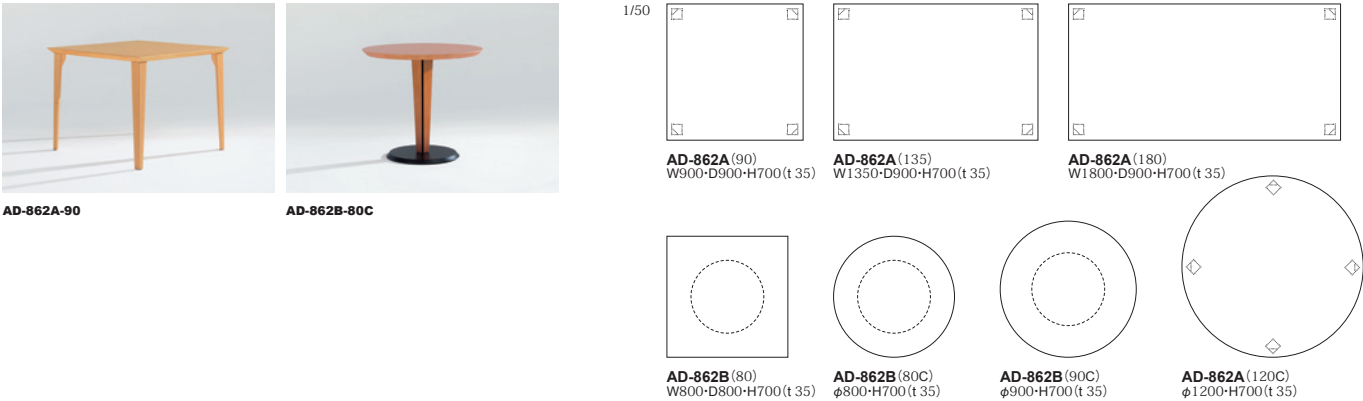 AD-862A-90
AD-862B-80C
1/50
AD-862A(90)
W900・D900・H700(t 35)
AD-862A(135)
W1350・D900・H700(t 35)
AD-862A(180)
W1800・D900・H700(t 35)
AD-862B(80)
W800・D800・H700(t 35)
AD-862B(80C)
φ800・H700(t 35)
AD-862B(90C)
φ900・H700(t 35)
AD-862A(120C)
φ1200・H700(t 35)